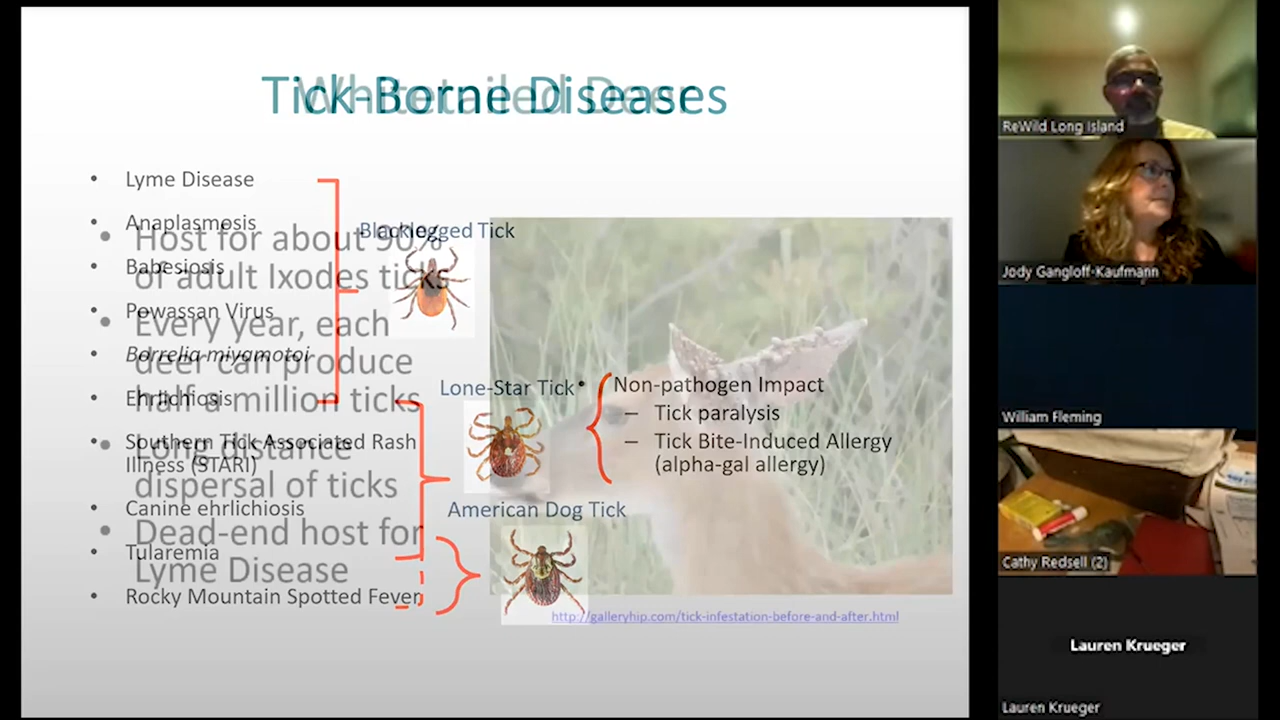 Tick-Borne Diseases
White-tailed Deer
• Lyme Disease
• Anaplasmosis
• Babesiosis
• Powassan Virus
• Borrelia miyamotoi
• Ehrlichiosis
• Southern Tick Associated Rash
Illness (STARI)
• Canine ehrlichiosis
• Tularemia
• Rocky Mountain Spotted Fever
Blacklegged Tick
Lone-Star Tick
American Dog Tick
• Non-pathogen Impact
– Tick paralysis
– Tick Bite-Induced Allergy
(alpha-gal allergy)
• Host for about 90%
of adult Ixodes ticks
• Every year, each
deer can produce
half a million ticks
• Long distance
dispersal of ticks
• Dead-end host for
Lyme Disease
http://galleryhip.com/tick-infestation-before-and-after.html
ReWild Long Island
Jody Gangloff-Kaufmann
William Fleming
Cathy Redsell (2)
Lauren Krueger
Lauren Krueger